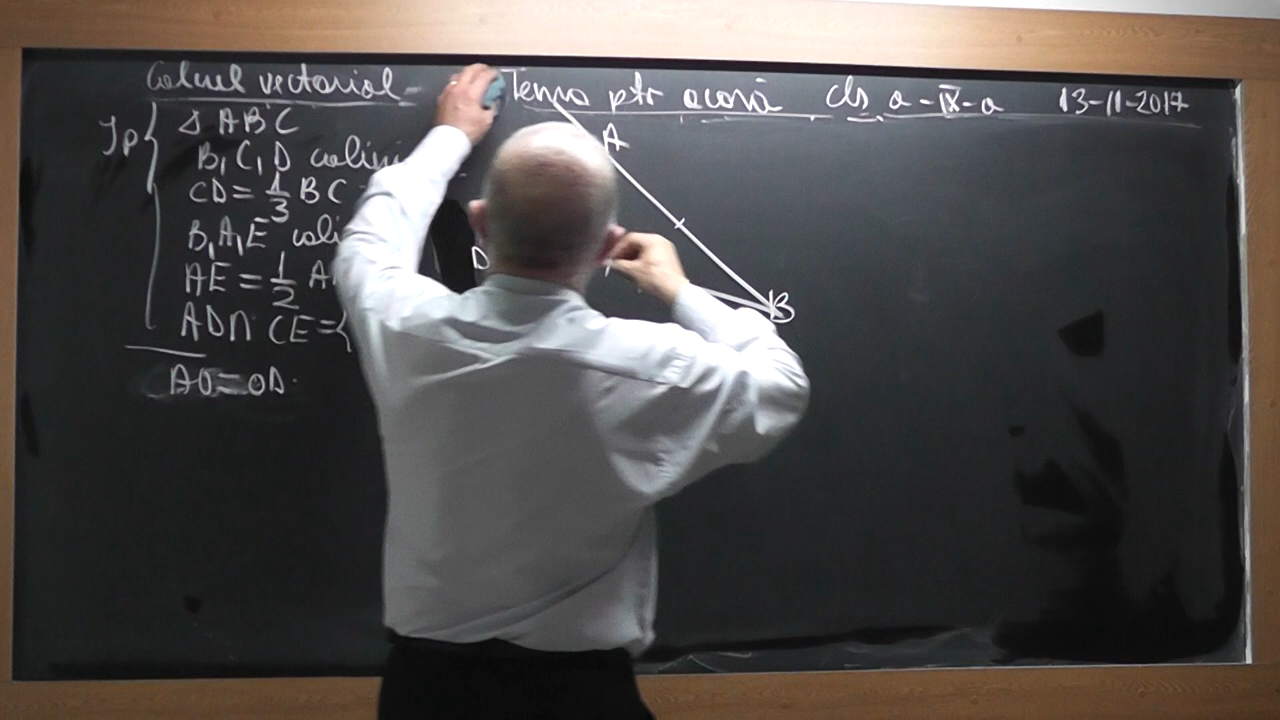 Calcul vectorial - Tema ptr acasă cls a-IX-a 13-11-2017
Ip { Δ ABC
B, C, D colini
CD = 1/3 BC
B, A, E coli
AE = 1/2 A
AD ∩ CE = {
AO = OD.
A
D
B